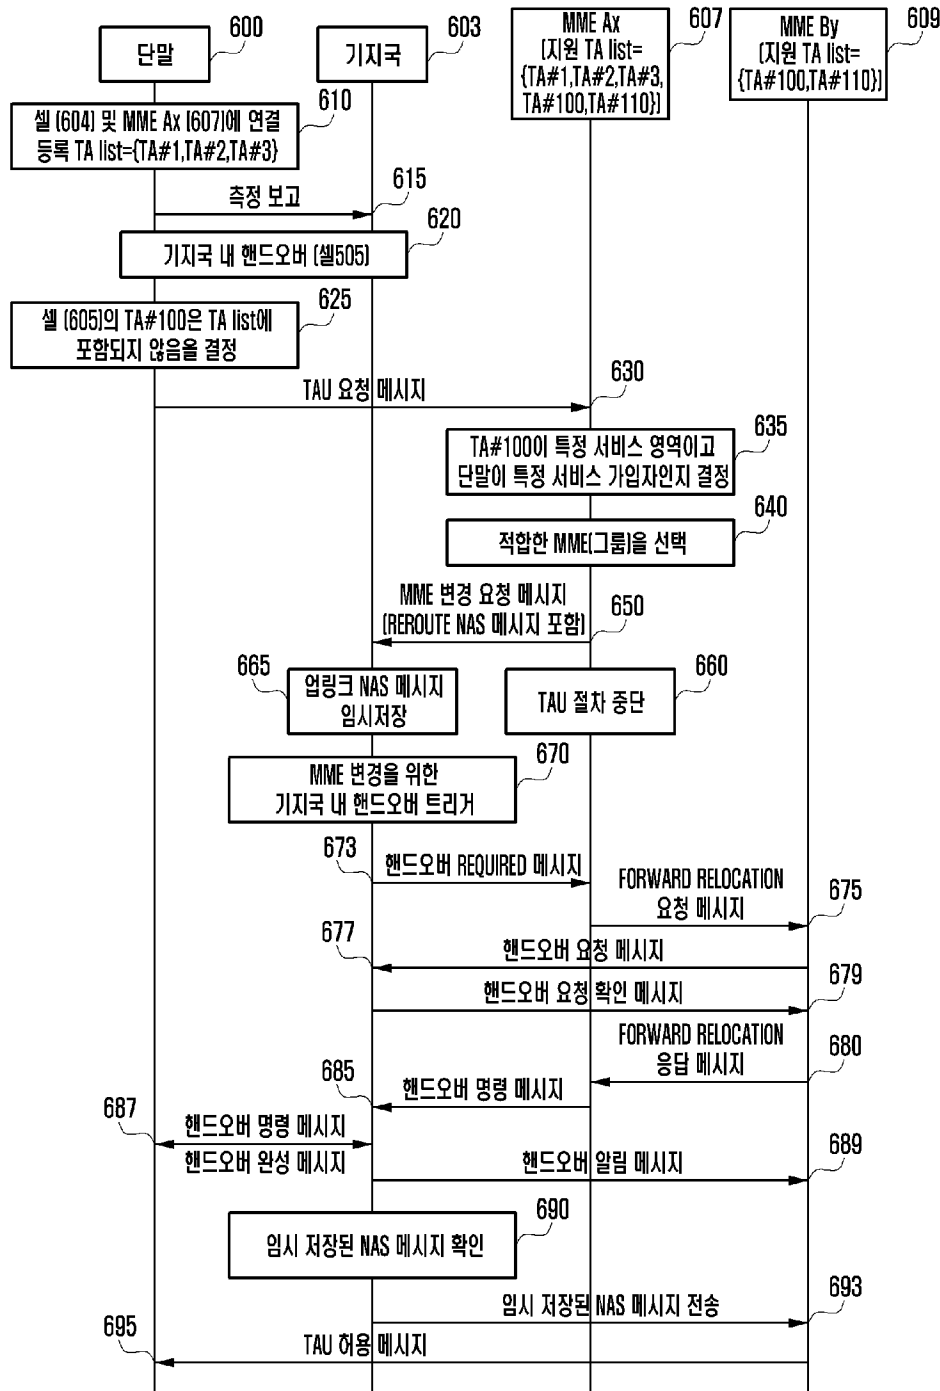 단말
600
기지국
603
MME Ax
(지원 TA list=
{TA#1,TA#2,TA#3,
TA#100,TA#110})
607
MME By
(지원 TA list=
{TA#100,TA#110})
609
셀 (604) 및 MME Ax (607)에 연결
등록 TA list={TA#1,TA#2,TA#3}
610
측정 보고
615
기지국 내 핸드오버 (셀505)
620
셀 (605)의 TA#100은 TA list에
포함되지 않음을 결정
625
TAU 요청 메시지
630
TA#100이 특정 서비스 영역이고
단말이 특정 서비스 가입자인지 결정
635
적합한 MME(그룹)을 선택
640
MME 변경 요청 메시지
(REROUTE NAS 메시지 포함)
650
665
업링크 NAS 메시지
임시저장
TAU 절차 중단
660
MME 변경을 위한
기지국 내 핸드오버 트리거
670
673
핸드오버 REQUIRED 메시지
FORWARD RELOCATION
요청 메시지
675
677
핸드오버 요청 메시지
핸드오버 요청 확인 메시지
679
FORWARD RELOCATION
응답 메시지
680
685
핸드오버 명령 메시지
687
핸드오버 명령 메시지
핸드오버 완성 메시지
핸드오버 알림 메시지
689
임시 저장된 NAS 메시지 확인
690
임시 저장된 NAS 메시지 전송
693
695
TAU 허용 메시지